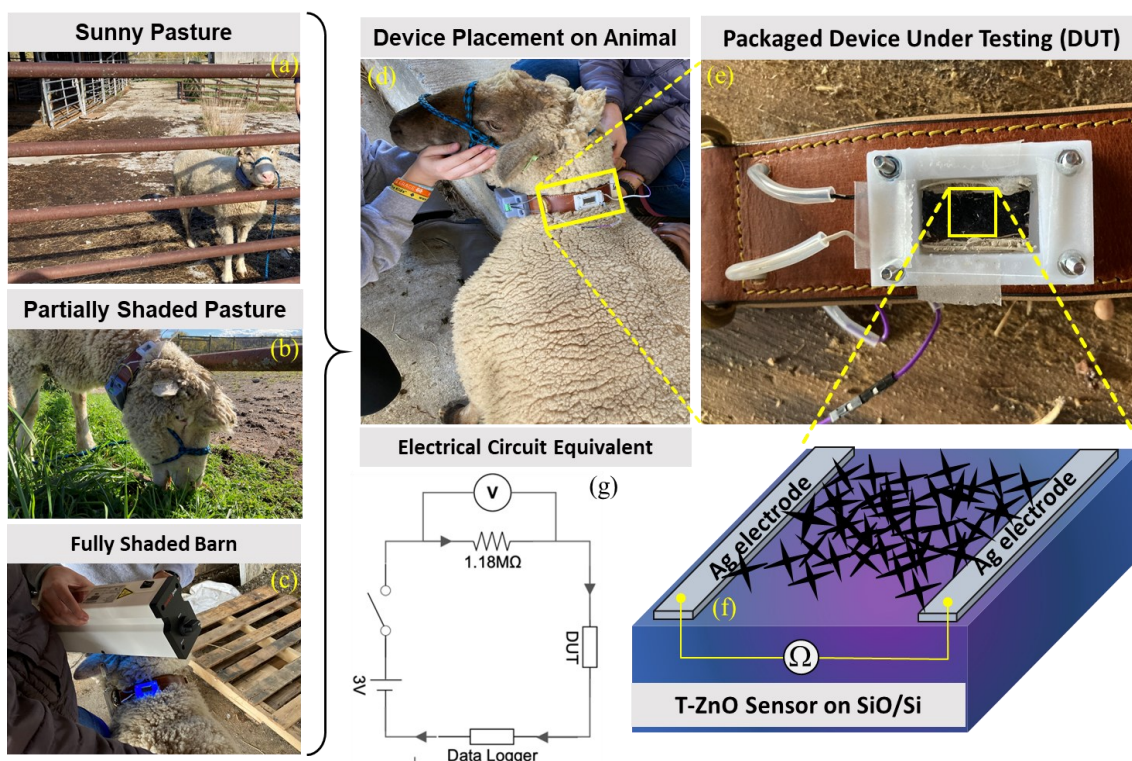 Sunny Pasture
(a)
Partially Shaded Pasture
(b)
Fully Shaded Barn
(c)
Device Placement on Animal
(d)
Packaged Device Under Testing (DUT)
(e)
Electrical Circuit Equivalent
(g)
V
1.18MΩ
DUT
3V
Data Logger
Ag electrode
Ag electrode
(f)
Ω
T-ZnO Sensor on SiO/Si